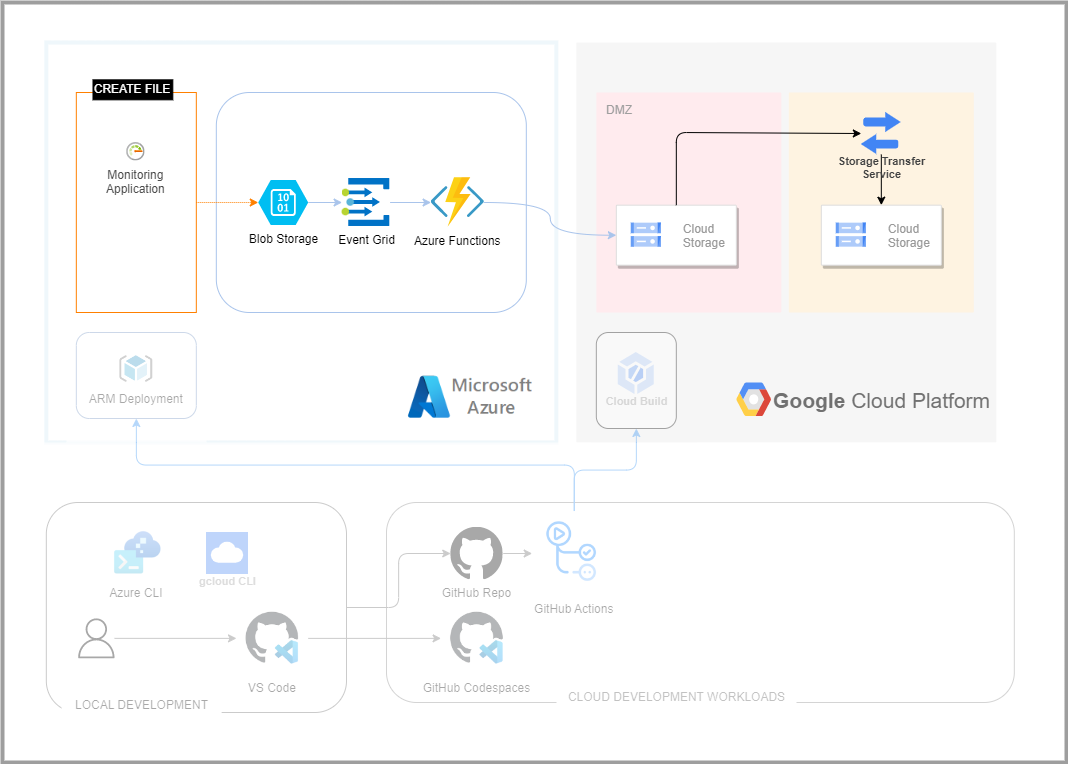 CREATE FILE
Monitoring
Application
10
01
Blob Storage
Event Grid
Azure Functions
DMZ
Storage Transfer
Service
Cloud
Storage
Cloud
Storage
ARM Deployment
Microsoft
Azure
Cloud Build
Google Cloud Platform
Azure CLI
gcloud CLI
VS Code
LOCAL DEVELOPMENT
GitHub Repo
GitHub Actions
GitHub Codespaces
CLOUD DEVELOPMENT WORKLOADS